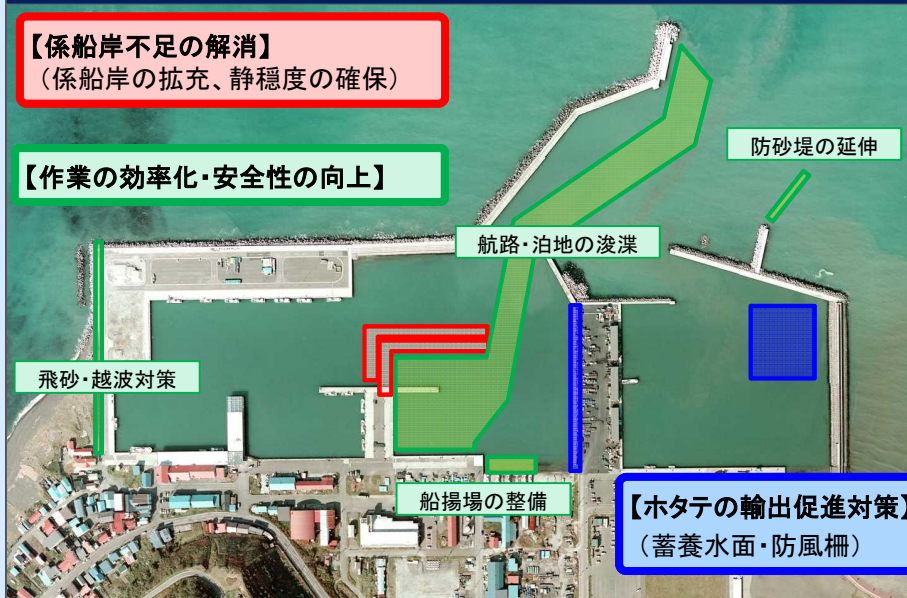 【係船岸不足の解消】
（係船岸の拡充、静穏度の確保）
【作業の効率化・安全性の向上】
防砂堤の延伸
航路・泊地の浚渫
飛砂・越波対策
船揚場の整備
【ホタテの輸出促進対策】
（蓄養水面・防風柵）